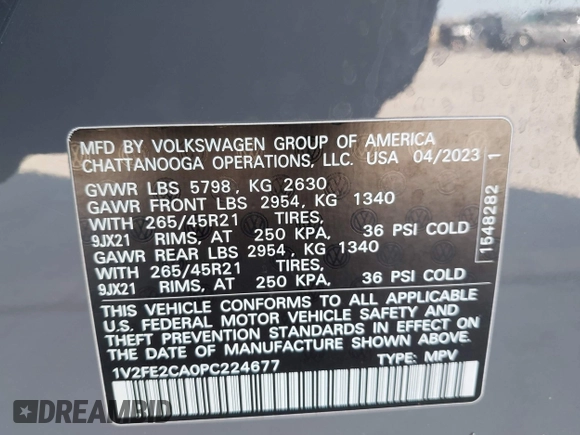 MFD BY VOLKSWAGEN GROUP OF AMERICA
CHATTANOOGA OPERATIONS, LLC. USA 04/2023
GVWR LBS 5798, KG 2630
GAWR FRONT LBS 2954, KG 1340
WITH 265/45R21 TIRES,
9JX21 RIMS, AT 250 KPA, 36 PSI COLD
GAWR REAR LBS 2954, KG 1340
WITH 265/45R21 TIRES,
9JX21 RIMS, AT 250 KPA, 36 PSI COLD
THIS VEHICLE CONFORMS TO ALL APPLICABLE
U.S. FEDERAL MOTOR VEHICLE SAFETY AND
THEFT PREVENTION STANDARDS IN EFFECT ON
THE DATE OF MANUFACTURE SHOWN ABOVE.
1V2FE2CA0PC224677 TYPE: MPV
1548282 1
DREAMBID